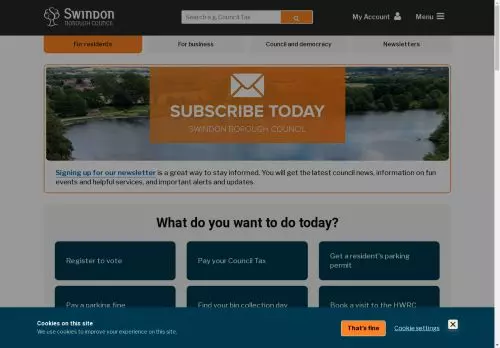 Swindon
BOROUGH COUNCIL
Search e.g. Council Tax
My Account
Menu
For residents
For business
Council and democracy
Newsletters
SUBSCRIBE TODAY
SWINDON BOROUGH COUNCIL
Signing up for our newsletter is a great way to stay informed. You will get the latest council news, information on fun
events and helpful services, and important alerts and updates.
What do you want to do today?
Register to vote
Pay your Council Tax
Get a resident's parking
permit
Pay a parking fine
Find your bin collection day
Book a visit to the HWRC
Cookies on this site
We use cookies to improve your experience on this site.
That's fine
Cookie settings